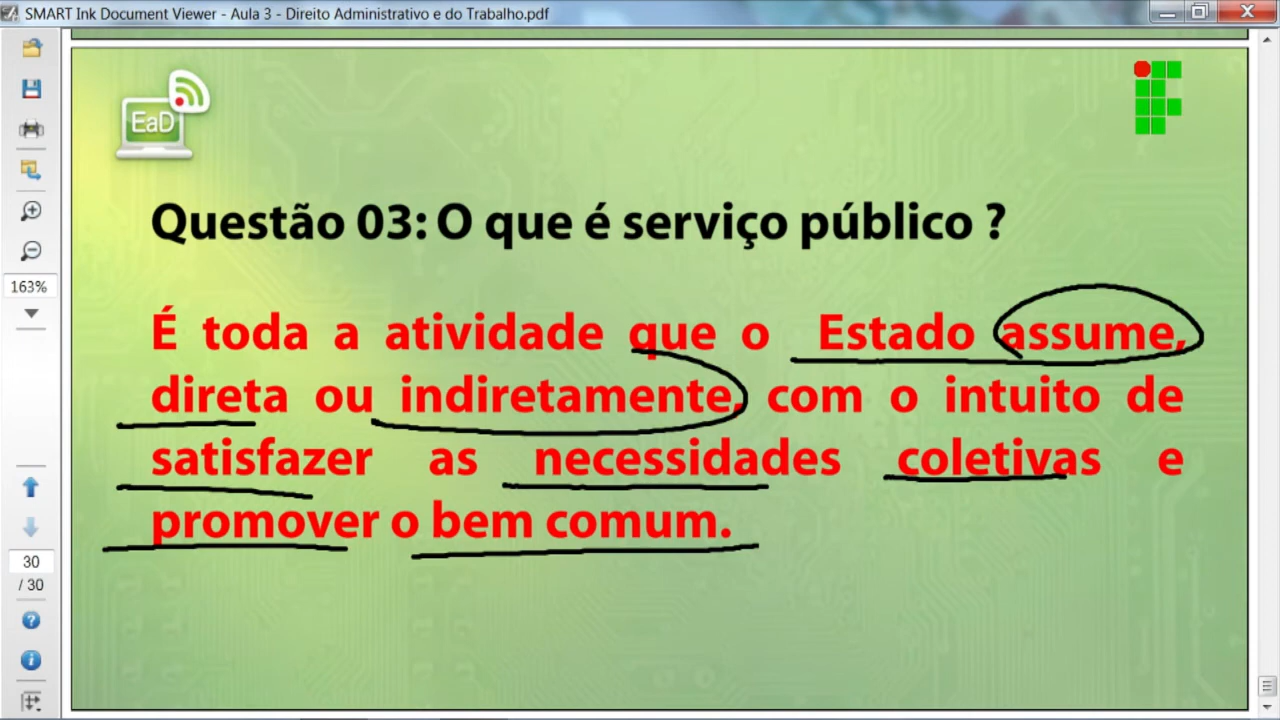 SMART Ink Document Viewer - Aula 3 - Direito Administrativo e do Trabalho.pdf
EaD
Questão 03: O que é serviço público ?
163%
É toda a atividade que o Estado assume,
direta ou indiretamente, com o intuito de
satisfazer as necessidades coletivas e
promover o bem comum.
30
/ 30